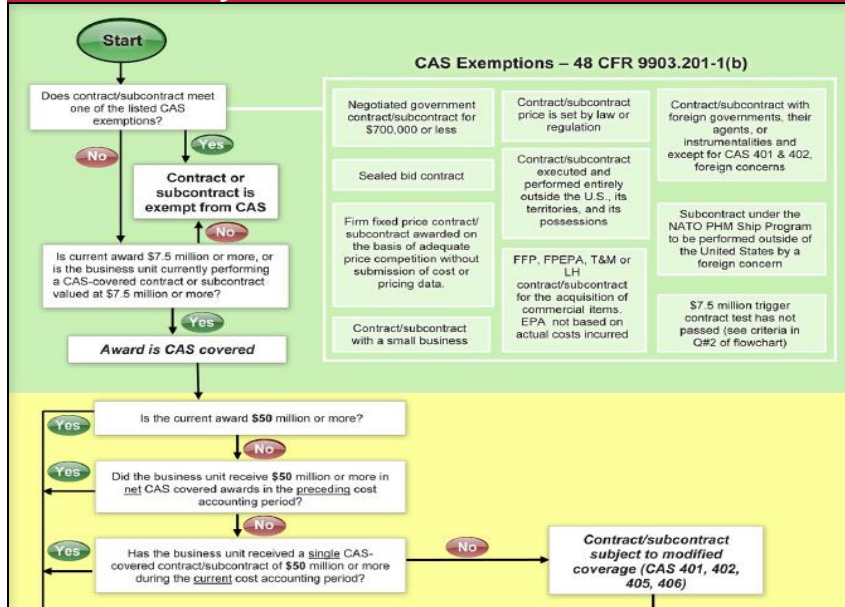 Start
Does contract/subcontract meet
one of the listed CAS
exemptions?
No
Yes
Contract or
subcontract is
exempt from CAS
No
Is current award $7.5 million or more, or
is the business unit currently performing
a CAS-covered contract or subcontract
valued at $7.5 million or more?
Yes
Award is CAS covered
CAS Exemptions – 48 CFR 9903.201-1(b)
Negotiated government
contract/subcontract for
$700,000 or less
Sealed bid contract
Firm fixed price contract/
subcontract awarded on
the basis of adequate
price competition without
submission of cost or
pricing data.
Contract/subcontract
with a small business
Contract/subcontract
price is set by law or
regulation
Contract/subcontract
executed and
performed entirely
outside the U.S., its
territories, and its
possessions
FFP, FPEPA, T&M or
LH
contract/subcontract
for the acquisition of
commercial items.
EPA not based on
actual costs incurred
Contract/subcontract with
foreign governments, their
agents, or
instrumentalities and
except for CAS 401 & 402,
foreign concerns
Subcontract under the
NATO PHM Ship Program
to be performed outside of
the United States by a
foreign concern
$7.5 million trigger
contract test has not
passed (see criteria in
Q#2 of flowchart)
Is the current award $50 million or more?
Yes
No
Did the business unit receive $50 million or more in
net CAS covered awards in the preceding cost
accounting period?
Yes
No
Has the business unit received a single CAS-
covered contract/subcontract of $50 million or more
during the current cost accounting period?
Yes
No
Contract/subcontract
subject to modified
coverage (CAS 401, 402,
405, 406)